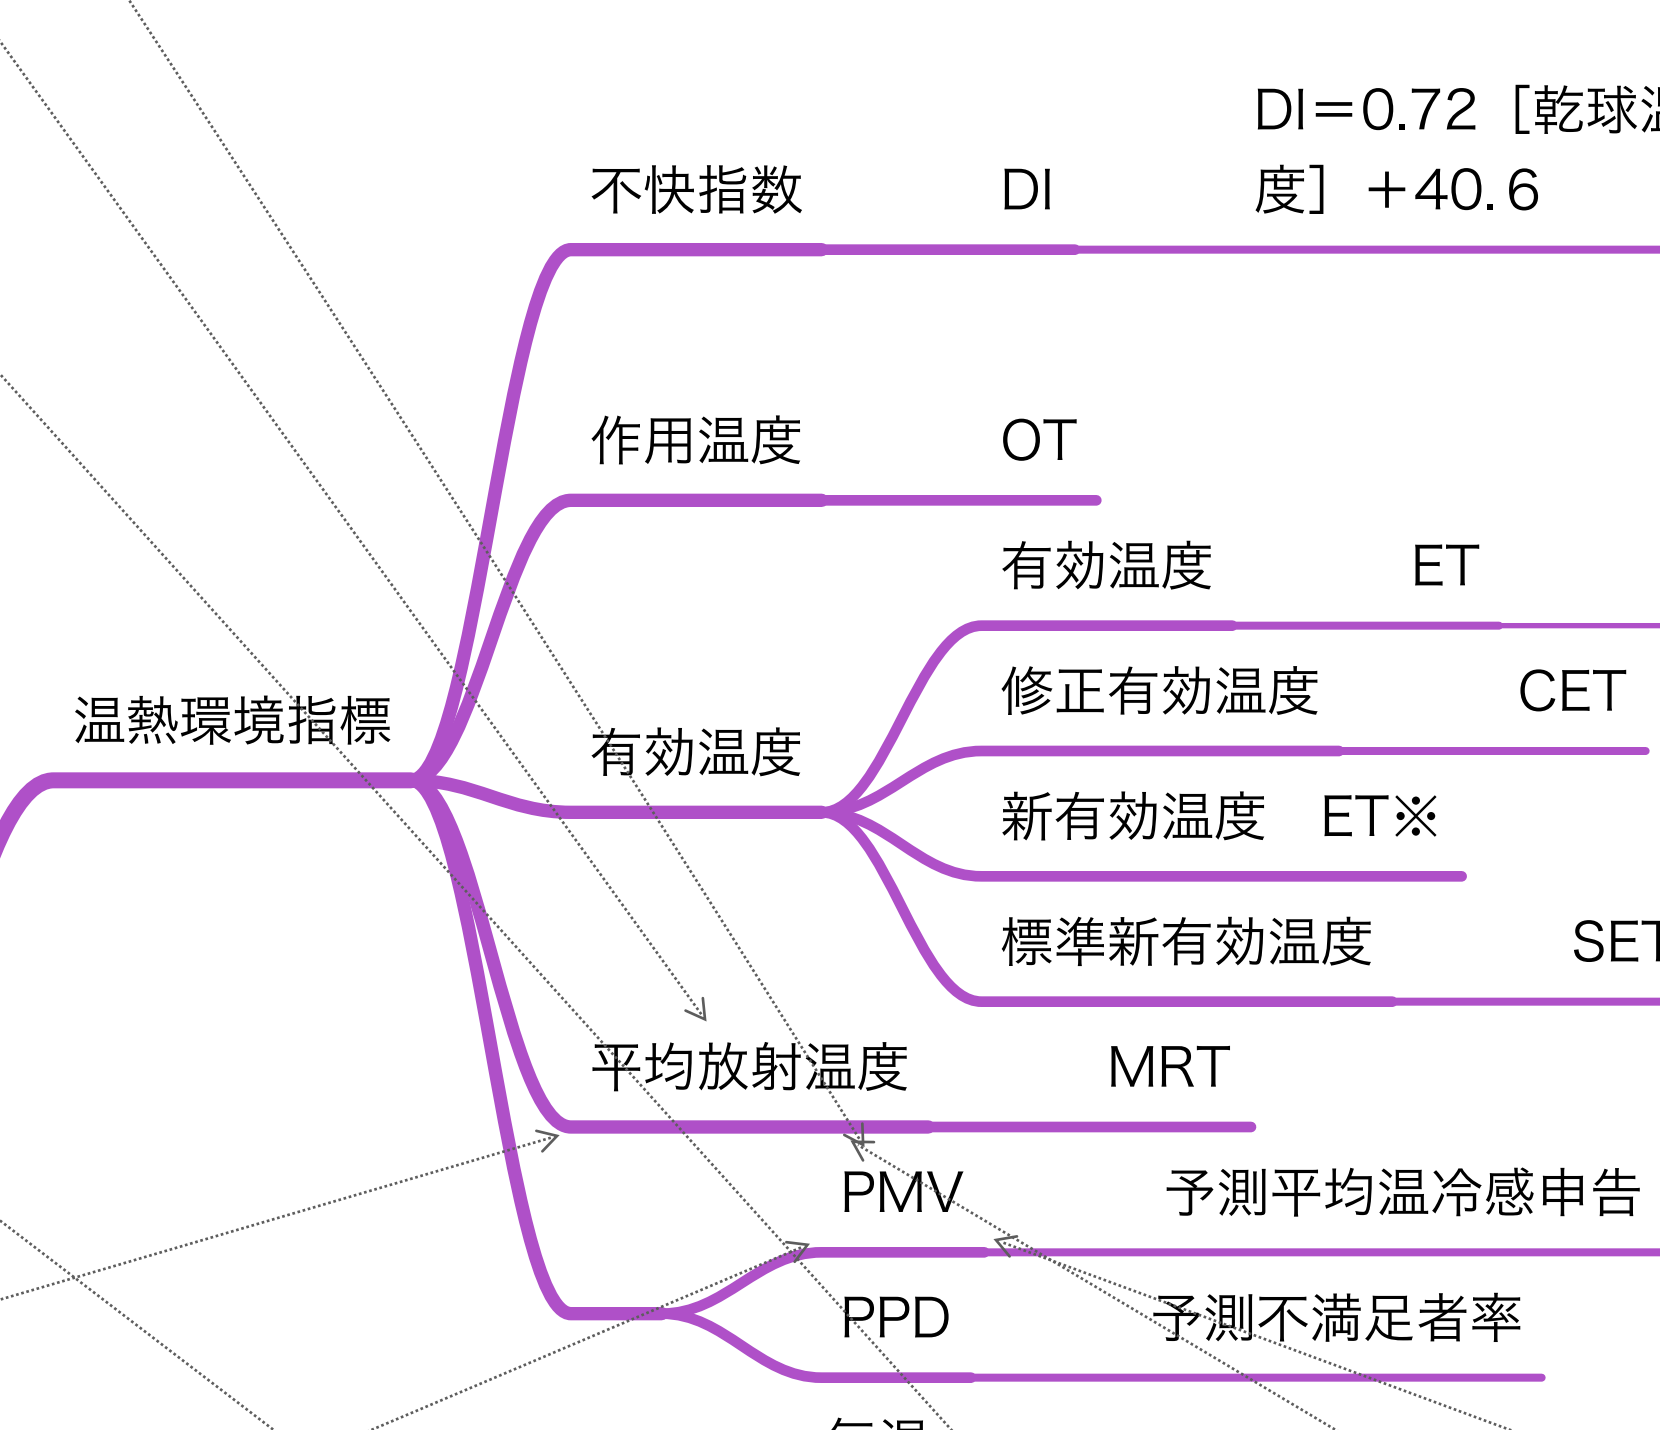 DI＝0.72［乾球温
度］＋40.6
不快指数
DI
作用温度
OT
有効温度
ET
修正有効温度
CET
温熱環境指標
有効温度
新有効温度　ET※
標準新有効温度
SET
平均放射温度
MRT
PMV
予測平均温冷感申告
PPD
予測不満足者率